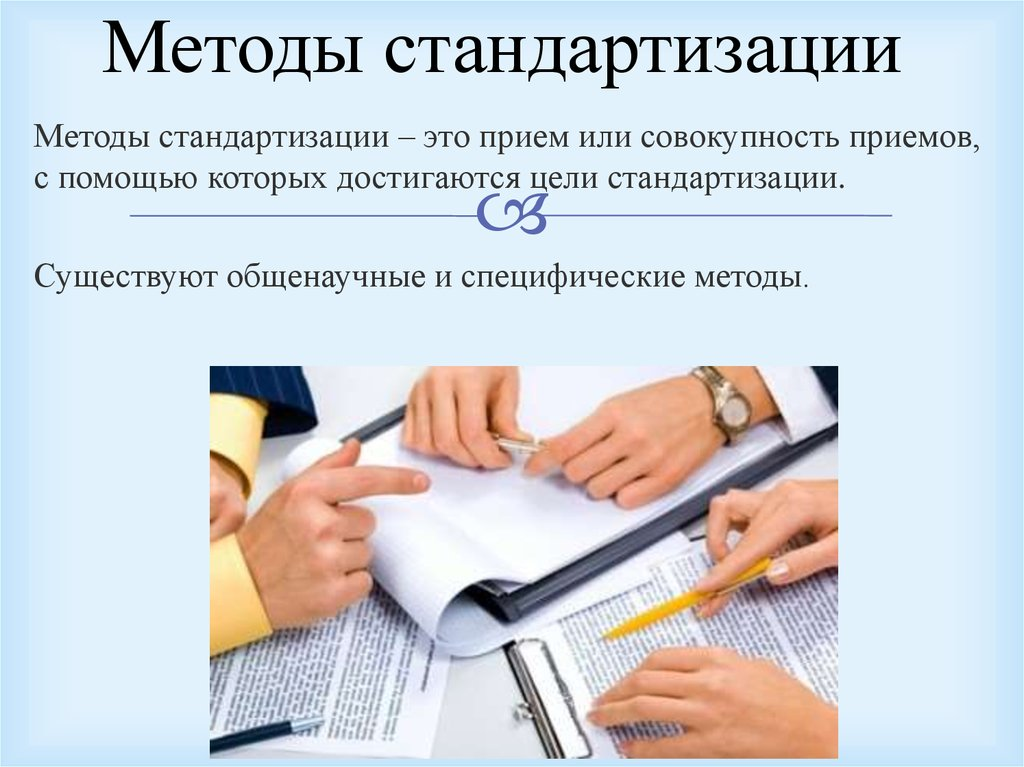 Методы стандартизации
Методы стандартизации – это прием или совокупность приемов,
с помощью которых достигаются цели стандартизации.
Существуют общенаучные и специфические методы.